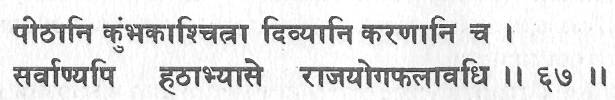 पीठानि कुंभकाश्चित्रा दिव्यानि करणानि च ।
सर्वाण्यपि हठाभ्यासे राजयोगफलावधि ।। ६७ ।।